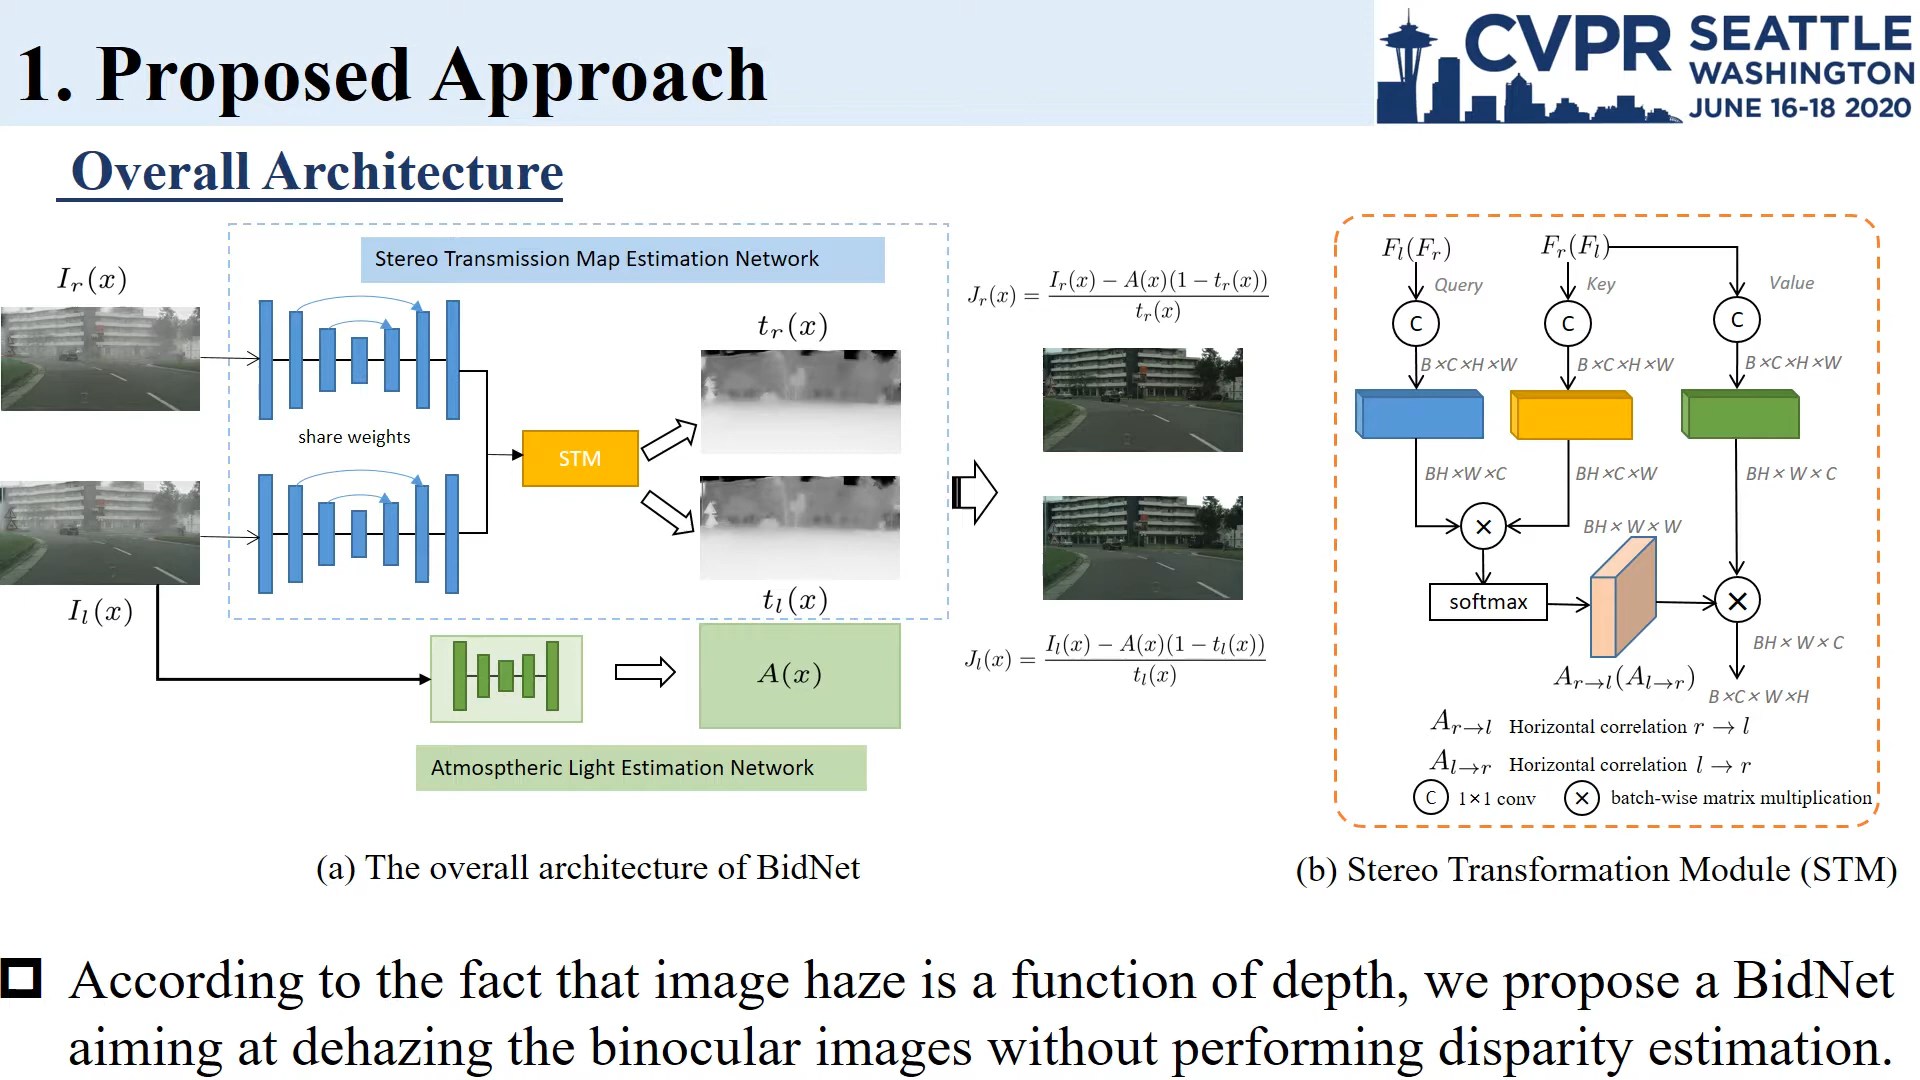 1. Proposed Approach
CVPR SEATTLE
WASHINGTON
JUNE 16-18 2020
Overall Architecture
Stereo Transmission Map Estimation Network
I_r(x)
share weights
I_l(x)
STM
t_r(x)
t_l(x)
A(x)
Atmosptheric Light Estimation Network
J_r(x) = \frac{I_r(x) - A(x)(1 - t_r(x))}{t_r(x)}
J_l(x) = \frac{I_l(x) - A(x)(1 - t_l(x))}{t_l(x)}
(a) The overall architecture of BidNet
F_l(F_r) F_r(F_l)
Query Key Value
C C C
B×C×H×W B×C×H×W B×C×H×W
BH×W×C BH×C×W BH×W×C
× BH×W×W
softmax ×
BH×W×C
A_{r→l}(A_{l→r})
B×C×W×H
A_{r→l} Horizontal correlation r → l
A_{l→r} Horizontal correlation l → r
C 1×1 conv × batch-wise matrix multiplication
(b) Stereo Transformation Module (STM)
According to the fact that image haze is a function of depth, we propose a BidNet
aiming at dehazing the binocular images without performing disparity estimation.